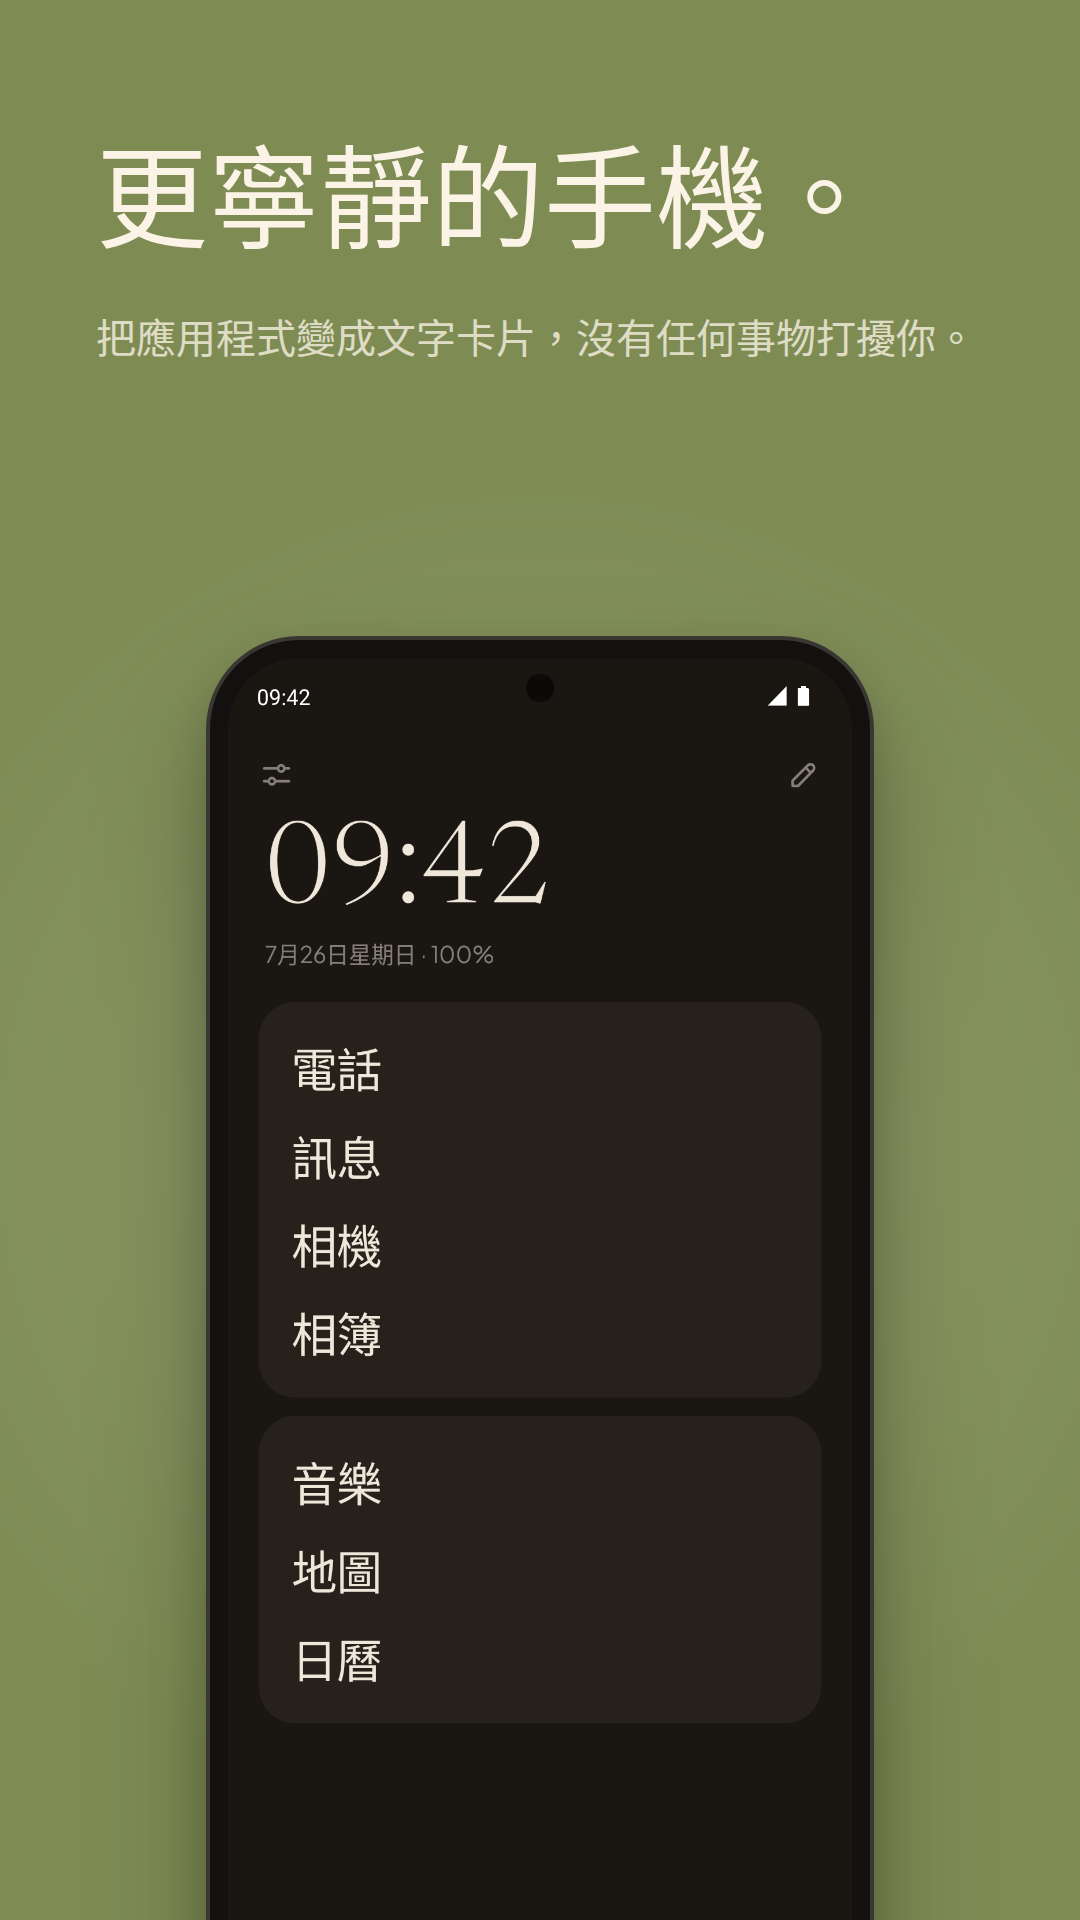 更寧靜的手機。
把應用程式變成文字卡片，沒有任何事物打擾你。
09:42
09:42
7月26日星期日 · 100%
電話
訊息
相機
相簿
音樂
地圖
日曆